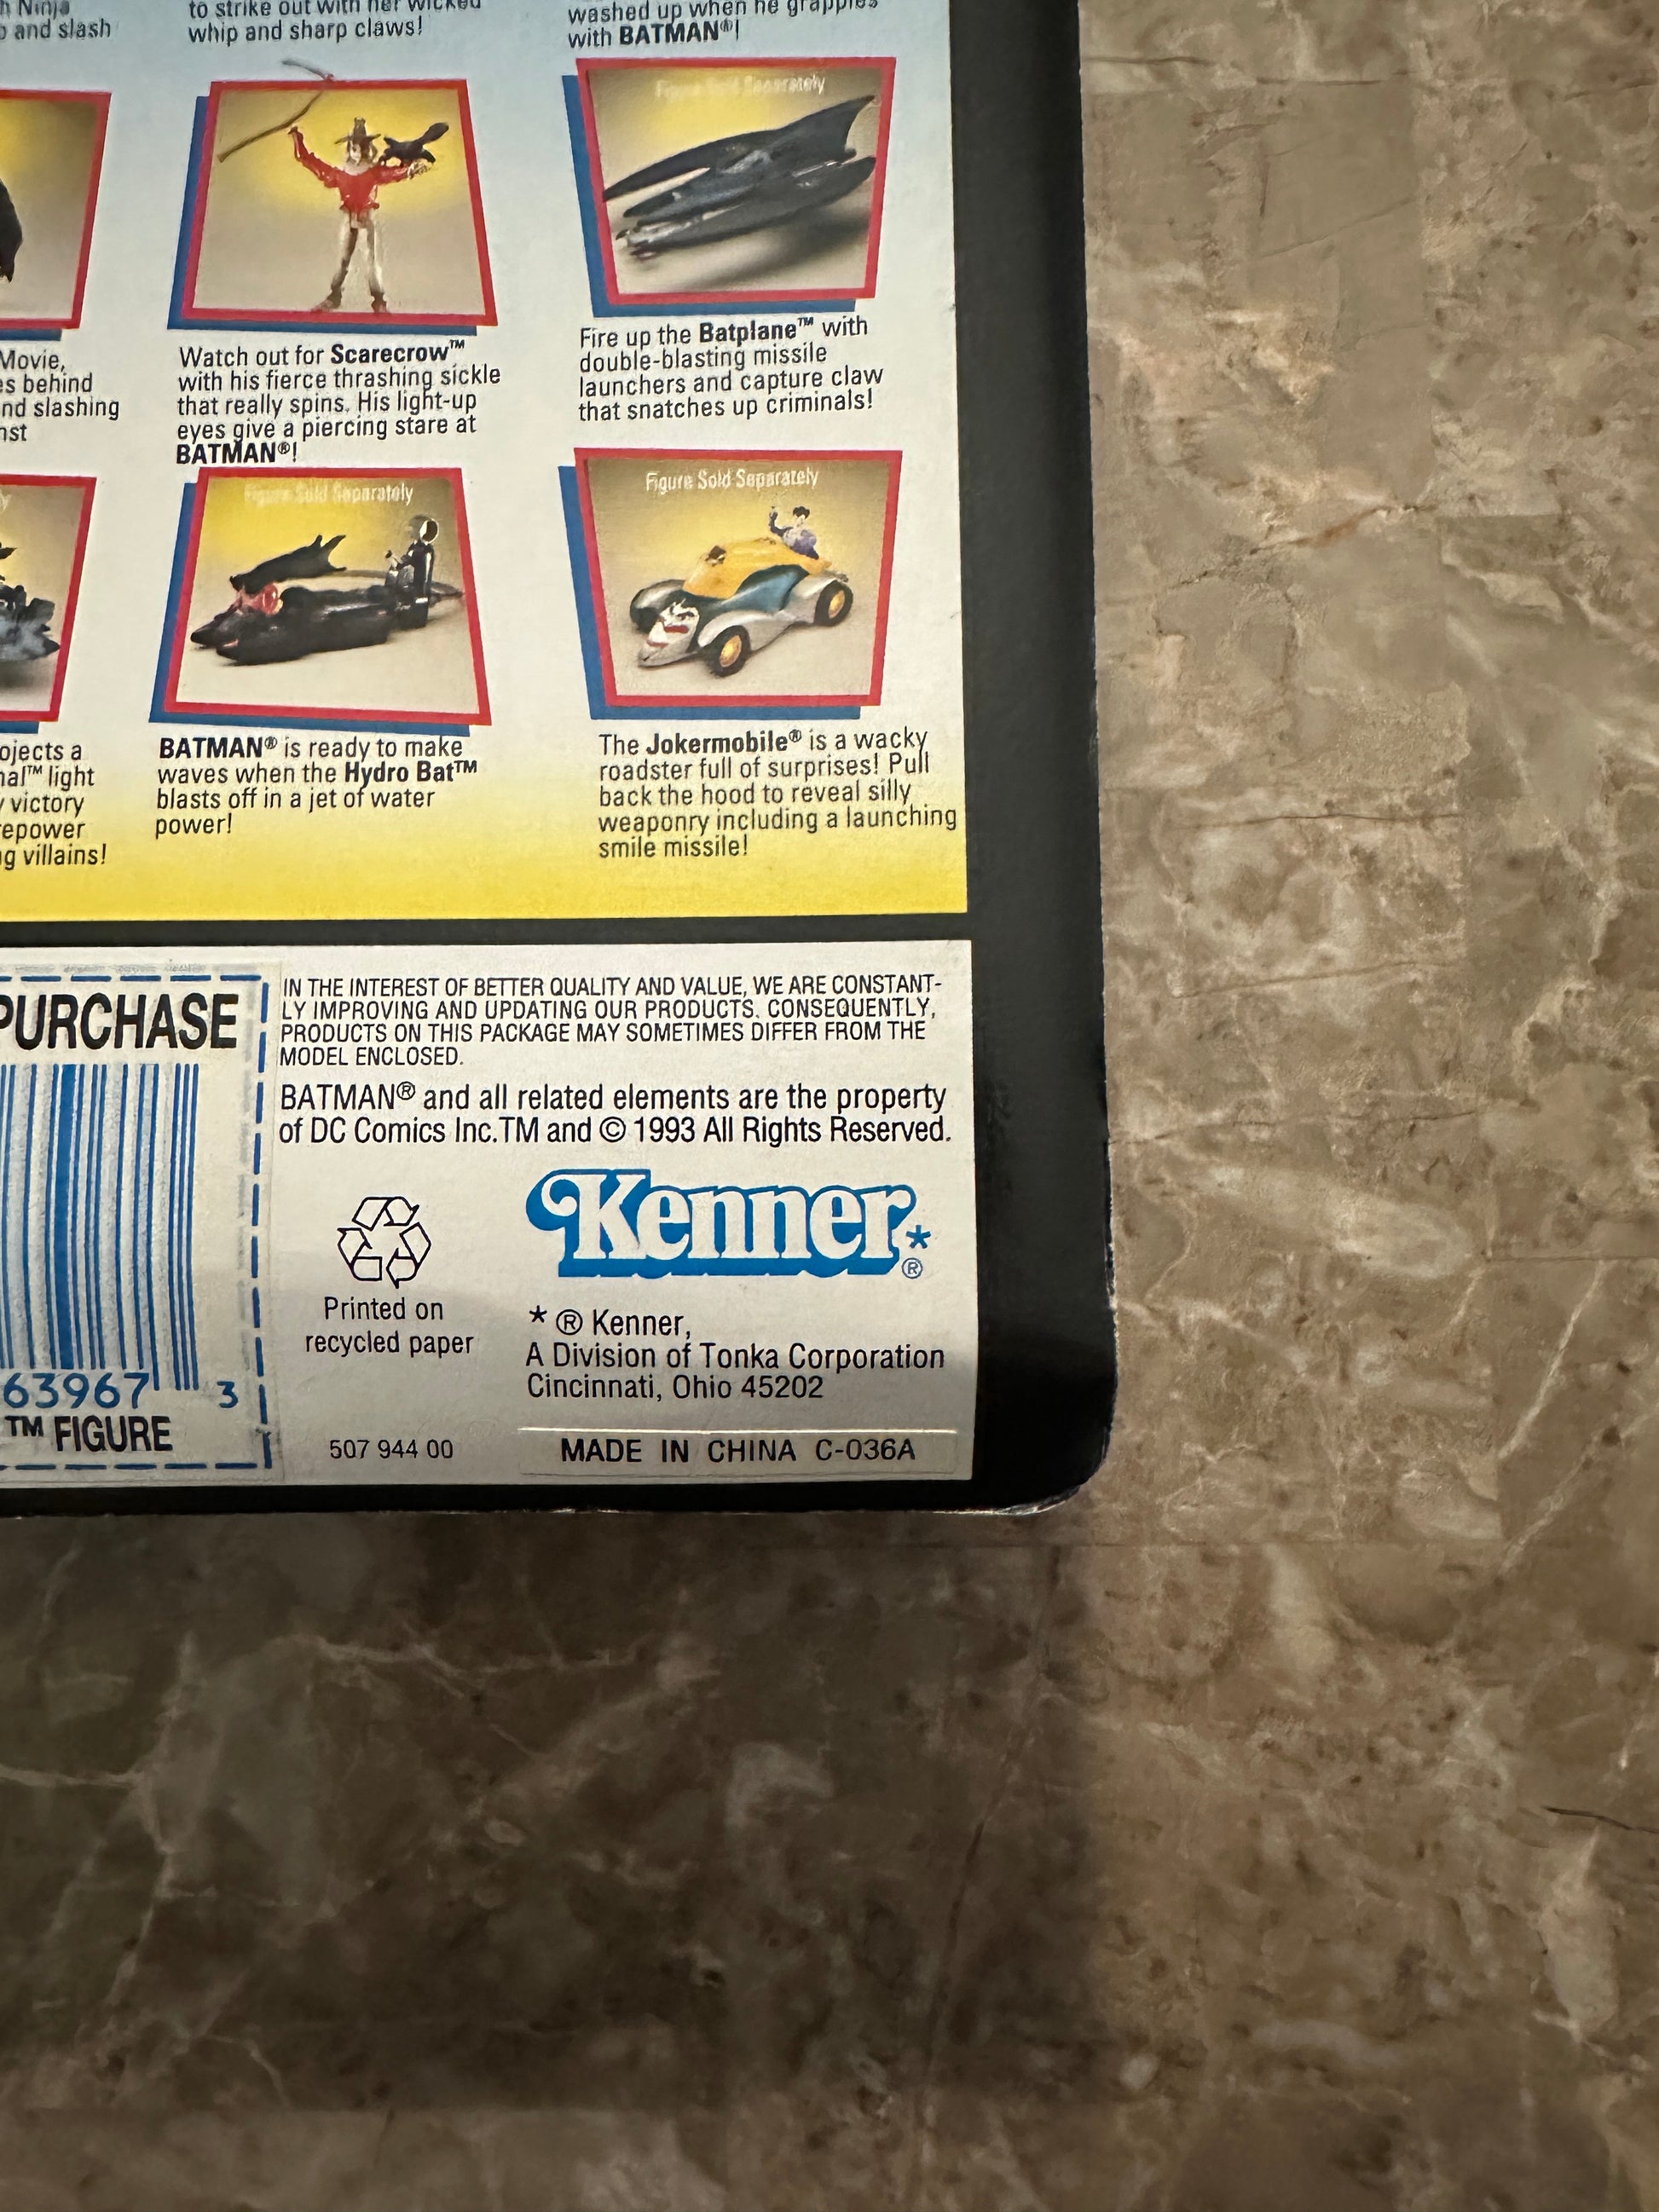 h Ninja
and slash
to strike out with her wicked
whip and sharp claws!
washed up when he grapples
with BATMAN®!
Movie,
es behind
nd slashing
nst
Watch out for Scarecrow™
with his fierce thrashing sickle
that really spins. His light-up
eyes give a piercing stare at
BATMAN®!
Figure Sold Separately
Fire up the Batplane™ with
double-blasting missile
launchers and capture claw
that snatches up criminals!
ojects a
nal™ light
y victory
repower
g villains!
Figure Sold Separately
BATMAN® is ready to make
waves when the Hydro Bat™
blasts off in a jet of water
power!
Figure Sold Separately
The Jokermobile® is a wacky
roadster full of surprises! Pull
back the hood to reveal silly
weaponry including a launching
smile missile!
PURCHASE
63967 3
™ FIGURE
IN THE INTEREST OF BETTER QUALITY AND VALUE, WE ARE CONSTANT-
LY IMPROVING AND UPDATING OUR PRODUCTS. CONSEQUENTLY,
PRODUCTS ON THIS PACKAGE MAY SOMETIMES DIFFER FROM THE
MODEL ENCLOSED.
BATMAN® and all related elements are the property
of DC Comics Inc.TM and © 1993 All Rights Reserved.
Printed on
recycled paper
507 944 00
Kenner*®
* ® Kenner,
A Division of Tonka Corporation
Cincinnati, Ohio 45202
MADE IN CHINA C-036A